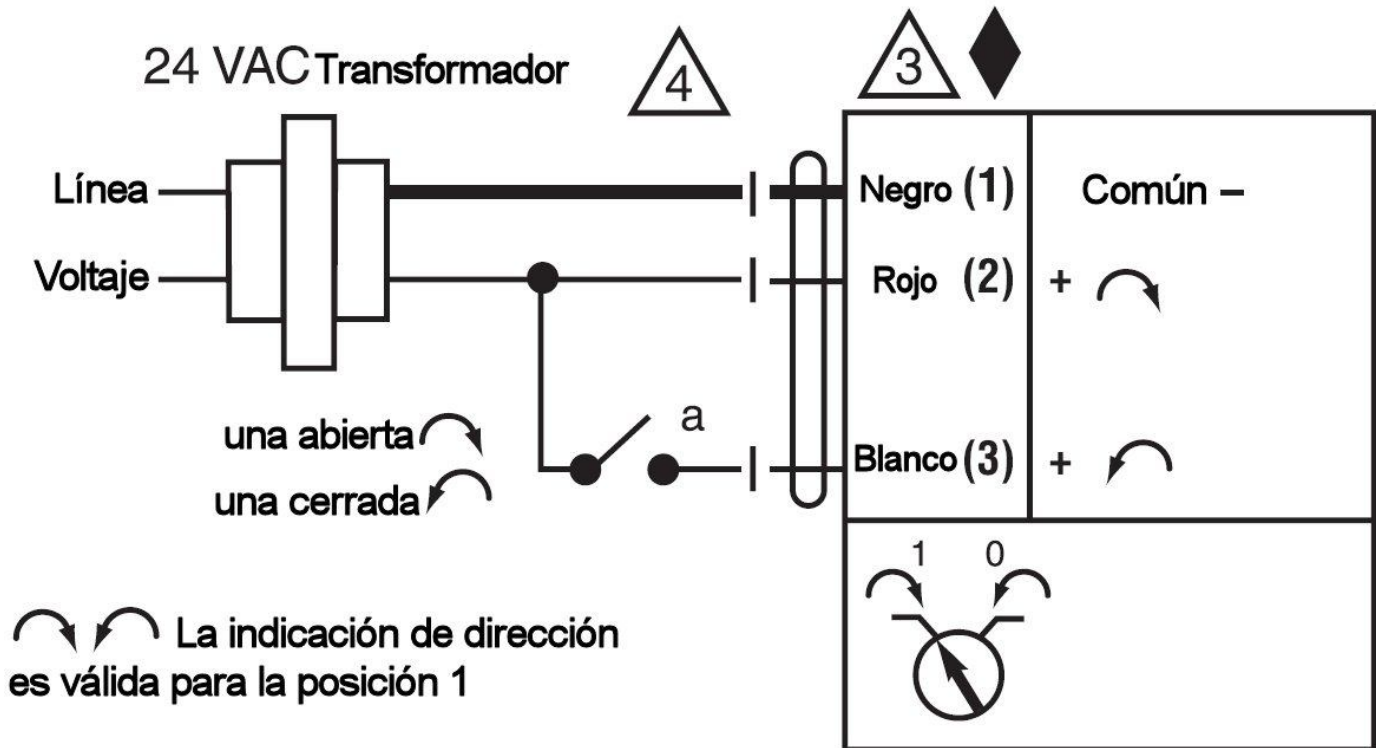 24 VAC Transformador
4
3
Línea
Negro (1)
Común –
Voltaje
Rojo (2)
+
a
una abierta
Blanco (3)
+
una cerrada
1 0
La indicación de dirección
es válida para la posición 1